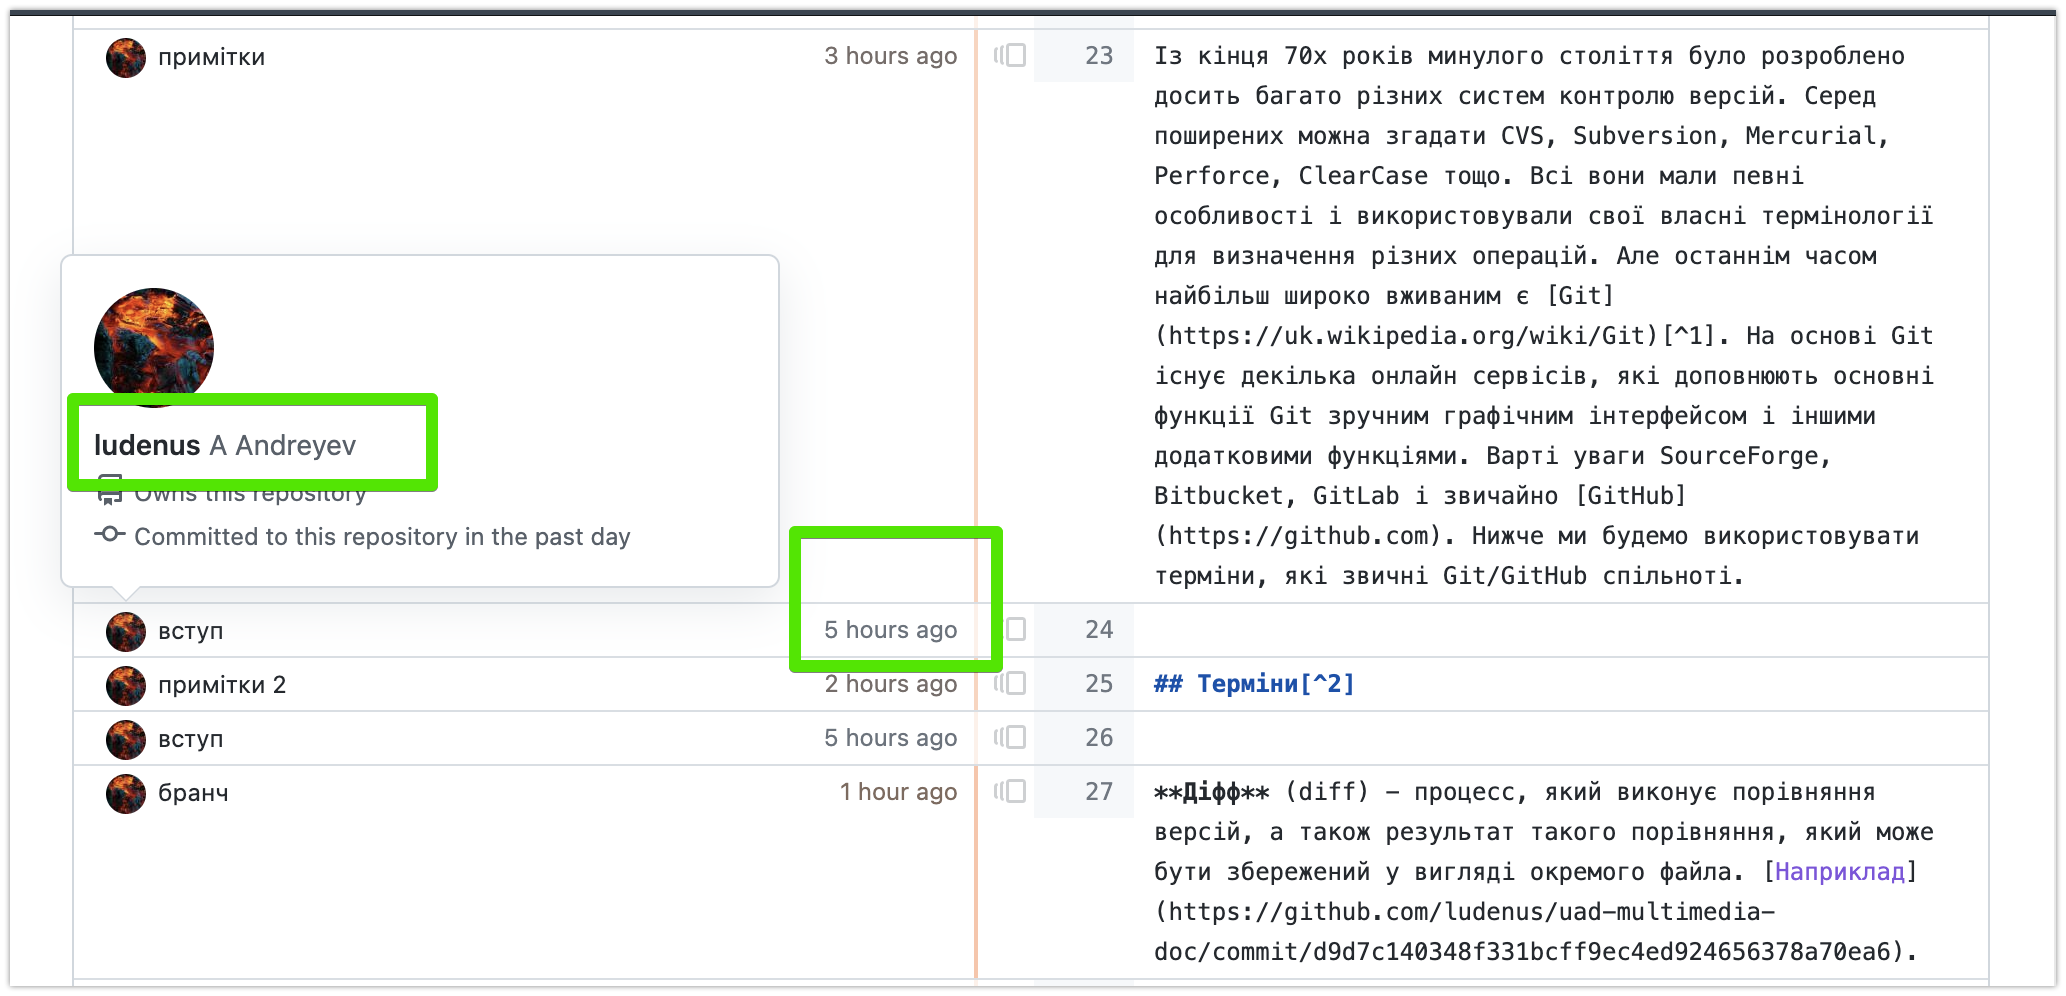 примітки 3 hours ago 23 Із кінця 70х років минулого століття було розроблено
досить багато різних систем контролю версій. Серед
поширених можна згадати CVS, Subversion, Mercurial,
Perforce, ClearCase тощо. Всі вони мали певні
особливості і використовували свої власні термінології
для визначення різних операцій. Але останнім часом
найбільш широко вживаним є [Git]
(https://uk.wikipedia.org/wiki/Git)[^1]. На основі Git
існує декілька онлайн сервісів, які доповнюють основні
функції Git зручним графічним інтерфейсом і іншими
додатковими функціями. Варті уваги SourceForge,
Bitbucket, GitLab і звичайно [GitHub]
(https://github.com). Нижче ми будемо використовувати
терміни, які звичні Git/GitHub спільноті.
ludenus A Andreyev
Owns this repository
Committed to this repository in the past day
вступ 5 hours ago 24
примітки 2 2 hours ago 25 ## Терміни[^2]
вступ 5 hours ago 26
бранч 1 hour ago 27 **Діфф** (diff) – процесс, який виконує порівняння
версій, а також результат такого порівняння, який може
бути збережений у вигляді окремого файла. [Наприклад]
(https://github.com/ludenus/uad-multimedia-
doc/commit/d9d7c140348f331bcff9ec4ed924656378a70ea6).